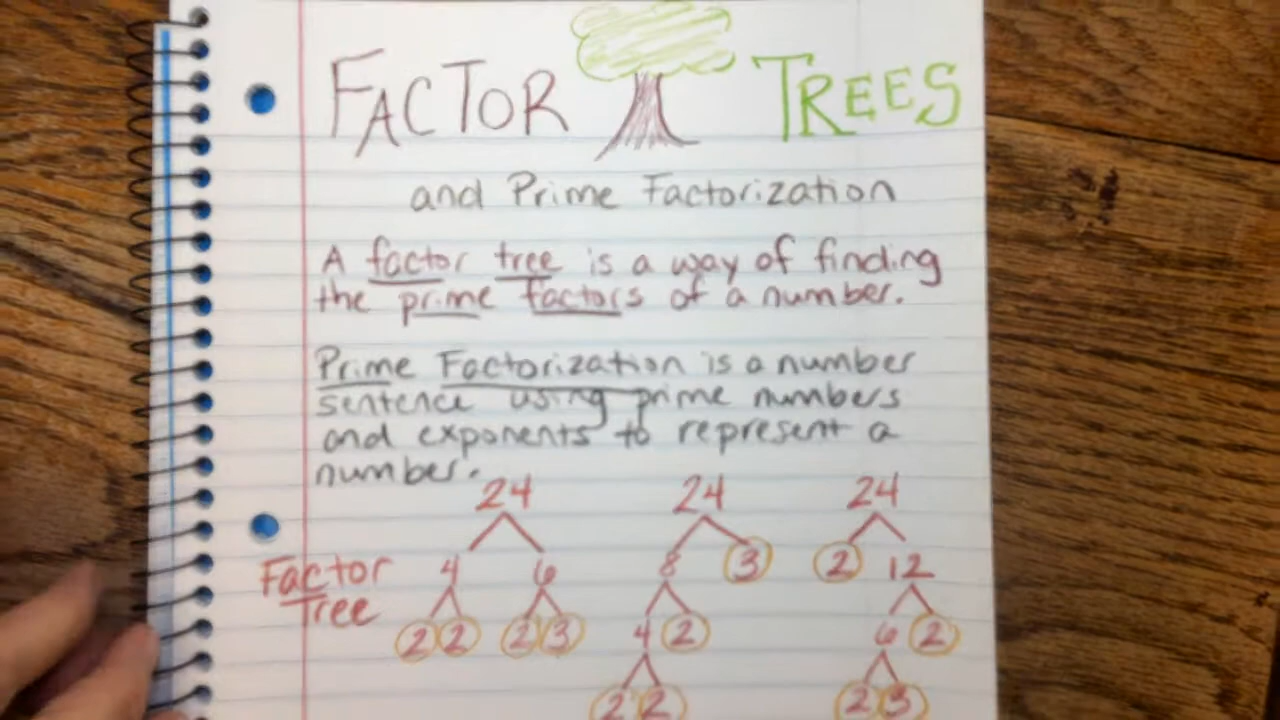 FACTOR TREES
and Prime Factorization
A factor tree is a way of finding
the prime factors of a number.
Prime Factorization is a number
sentence using prime numbers
and exponents to represent a
number.
24 24 24
Factor Tree
4 6 8 3 2 12
2 2 2 3 4 2 6 2
2 2 2 3